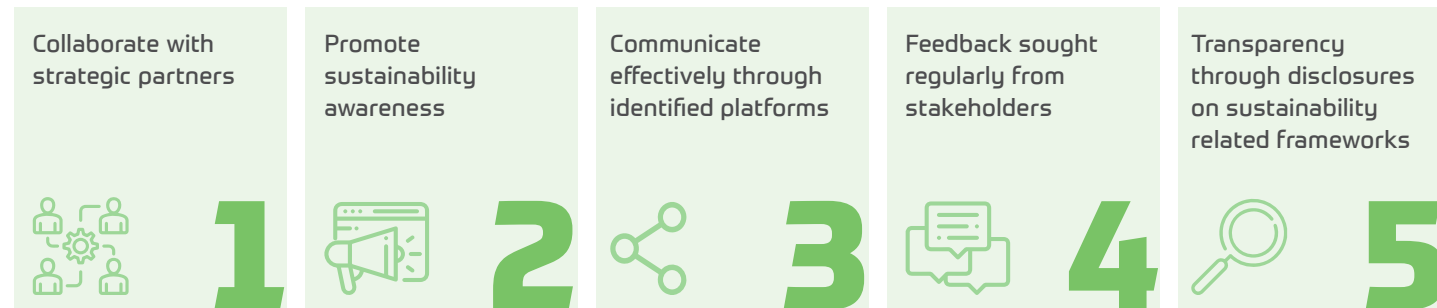 Collaborate with
strategic partners
1
Promote
sustainability
awareness
2
Communicate
effectively through
identified platforms
3
Feedback sought
regularly from
stakeholders
4
Transparency
through disclosures
on sustainability
related frameworks
5